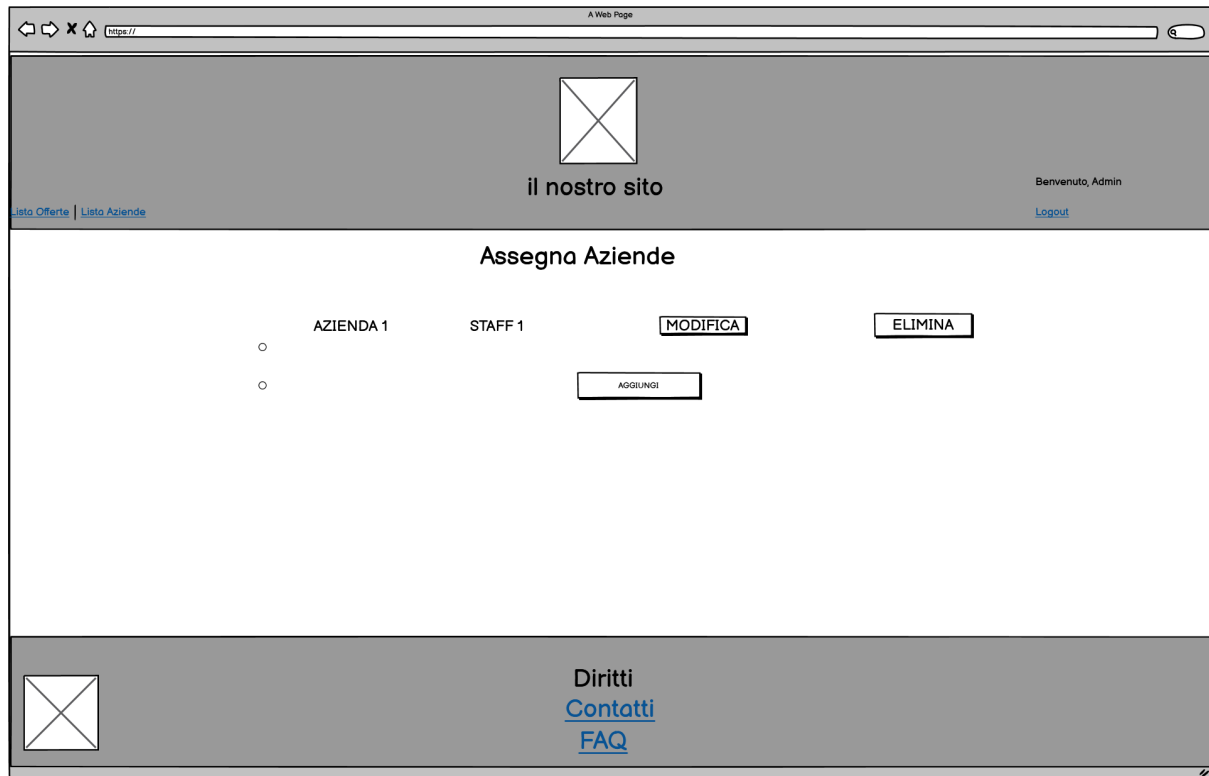 A Web Page
https://
il nostro sito
Benvenuto, Admin
Lista Offerte | Lista Aziende
Logout
Assegna Aziende
AZIENDA 1 STAFF 1 MODIFICA ELIMINA
AGGIUNGI
Diritti
Contatti
FAQ